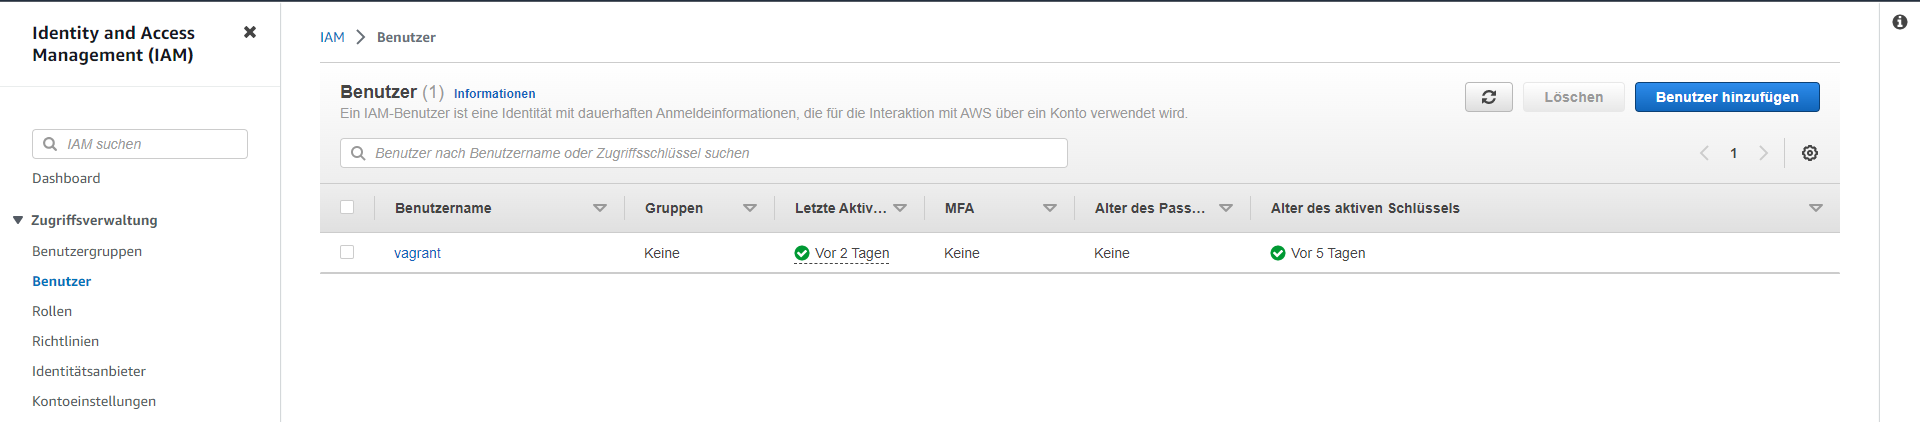 Identity and Access
Management (IAM)
IAM suchen
Dashboard
Zugriffsverwaltung
Benutzergruppen
Benutzer
Rollen
Richtlinien
Identitätsanbieter
Kontoeinstellungen
IAM > Benutzer
Benutzer (1) Informationen
Ein IAM-Benutzer ist eine Identität mit dauerhaften Anmeldeinformationen, die für die Interaktion mit AWS über ein Konto verwendet wird.
Löschen
Benutzer hinzufügen
Benutzer nach Benutzername oder Zugriffsschlüssel suchen
1
Benutzername Gruppen Letzte Aktiv... MFA Alter des Pass... Alter des aktiven Schlüssels
vagrant Keine Vor 2 Tagen Keine Keine Vor 5 Tagen